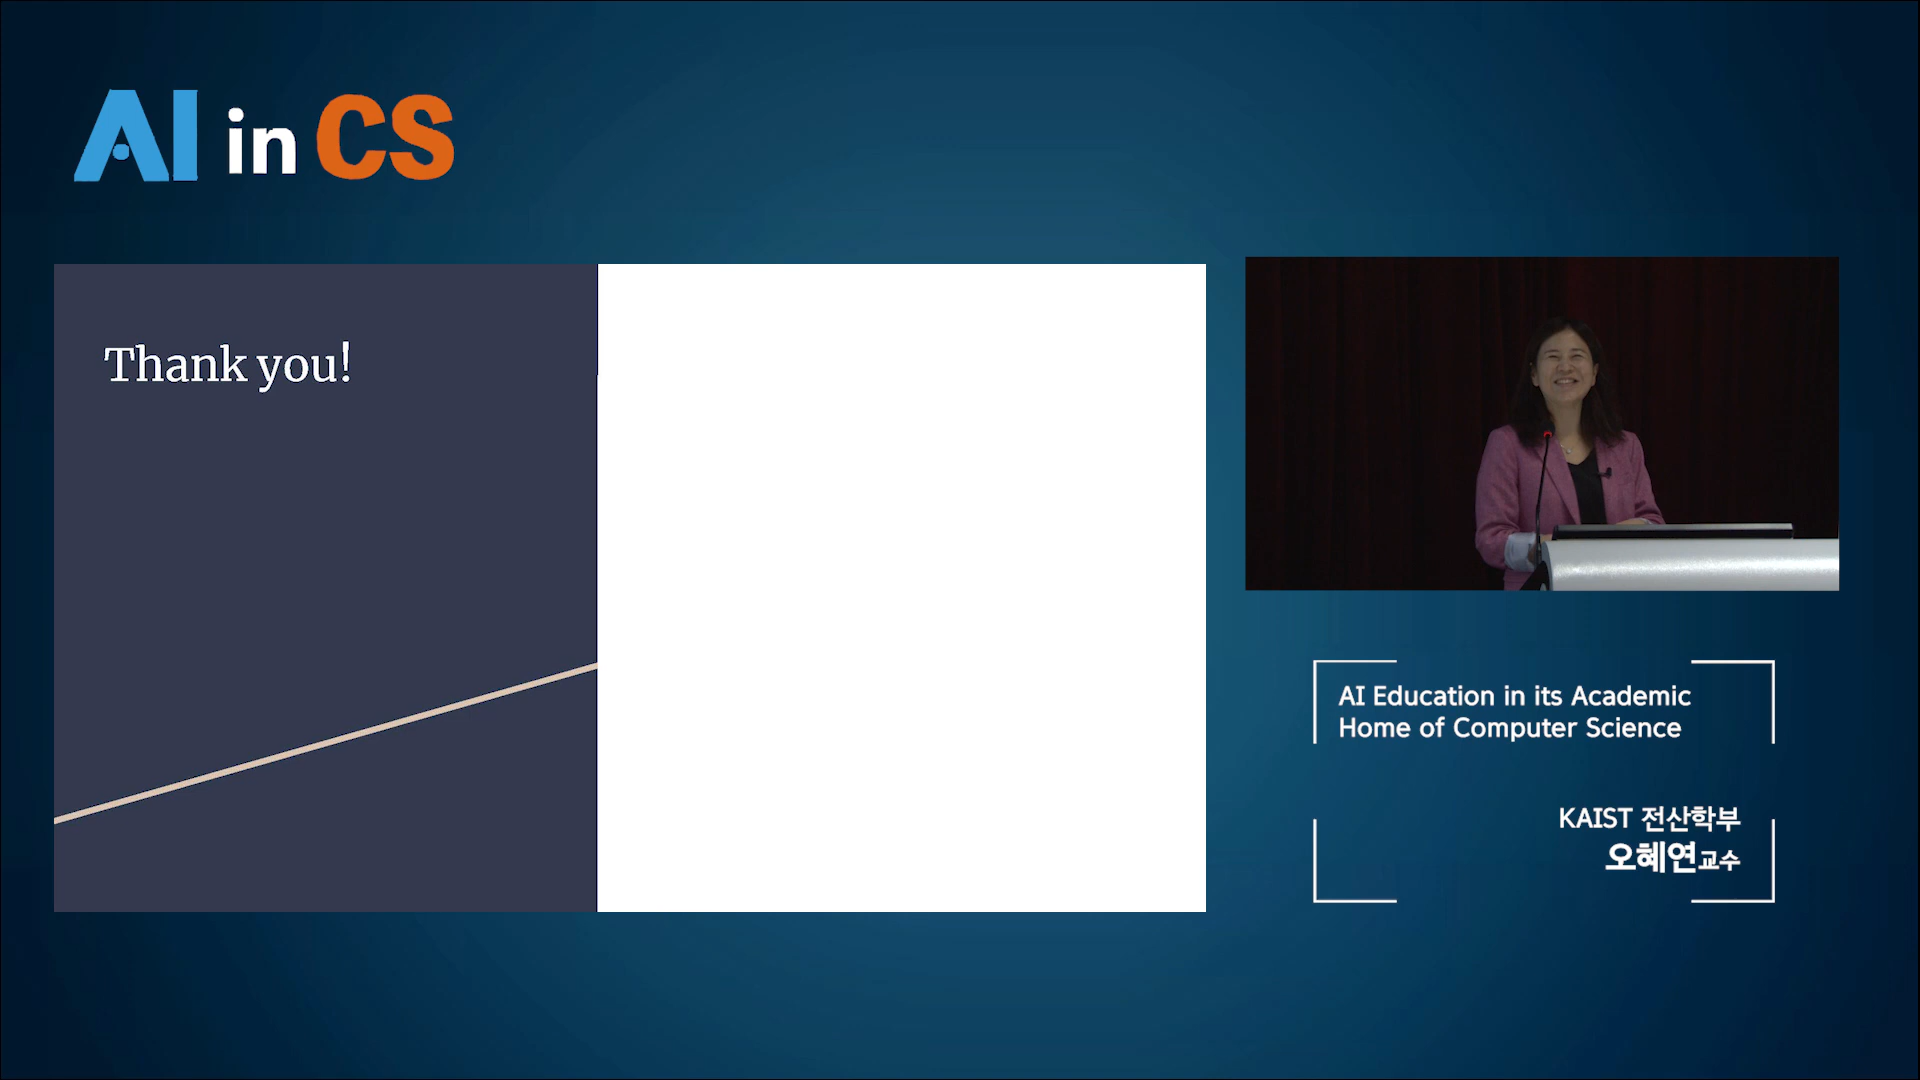 AI in CS
Thank you!
AI Education in its Academic
Home of Computer Science
KAIST 전산학부
오혜연교수